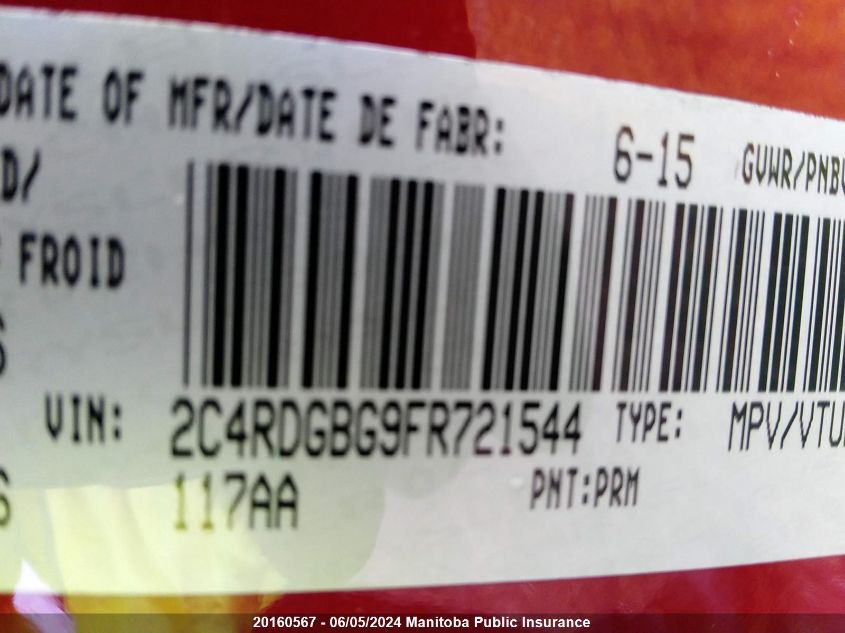 DATE OF MFR/DATE DE FABR: 6-15 GVWR/PNBV
D/
FROID
VIN: 2C4RDGBG9FR721544 TYPE: MPV/VTU
117AA PNT:PRM
20160567 - 06/05/2024 Manitoba Public Insurance